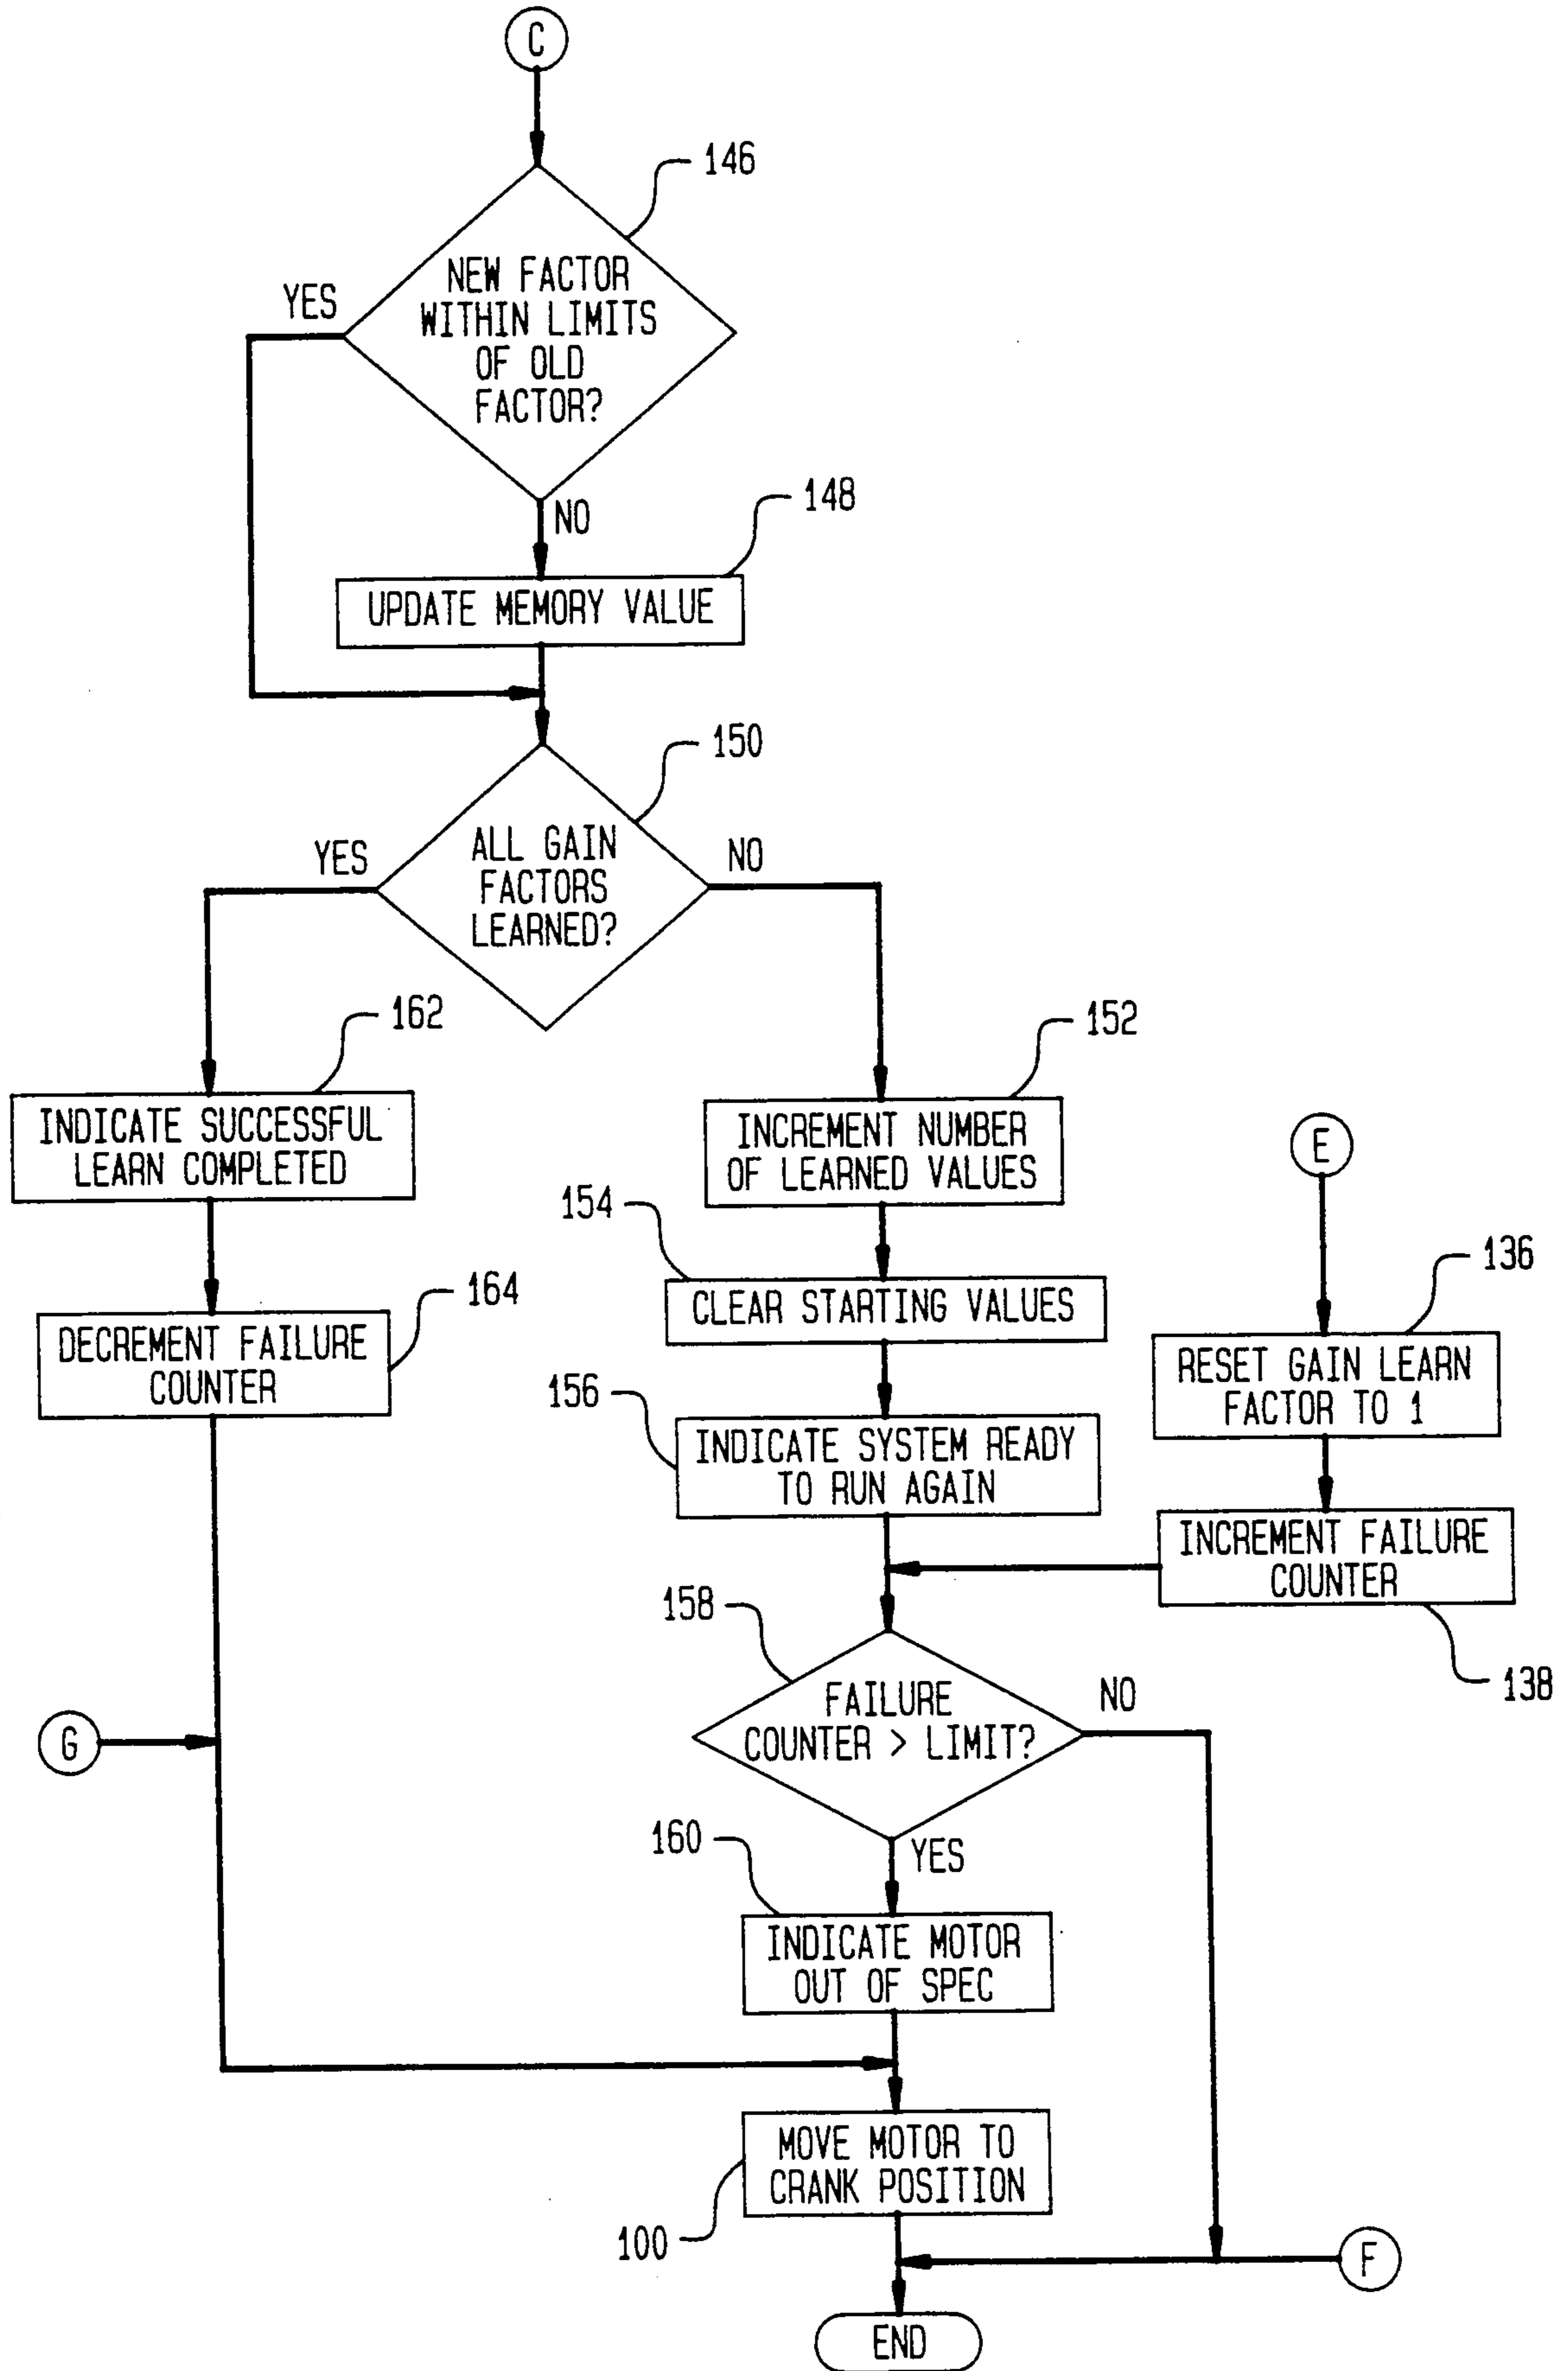 C
146
NEW FACTOR
WITHIN LIMITS
OF OLD
FACTOR?
YES
NO
148
UPDATE MEMORY VALUE
150
ALL GAIN
FACTORS
LEARNED?
YES
NO
162
INDICATE SUCCESSFUL
LEARN COMPLETED
152
INCREMENT NUMBER
OF LEARNED VALUES
E
154
CLEAR STARTING VALUES
136
RESET GAIN LEARN
FACTOR TO 1
164
DECREMENT FAILURE
COUNTER
156
INDICATE SYSTEM READY
TO RUN AGAIN
INCREMENT FAILURE
COUNTER
138
158
FAILURE
COUNTER > LIMIT?
NO
YES
G
160
INDICATE MOTOR
OUT OF SPEC
MOVE MOTOR TO
CRANK POSITION
100
F
END